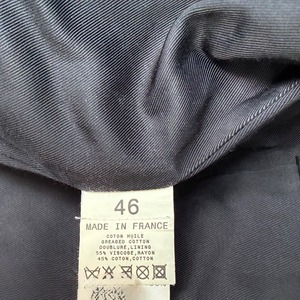 46
MADE IN FRANCE
COTON HUILE
GREASED COTTON
DOUBLURE,LINING
55% VISCOSE,RAYON
45% COTON,COTTON